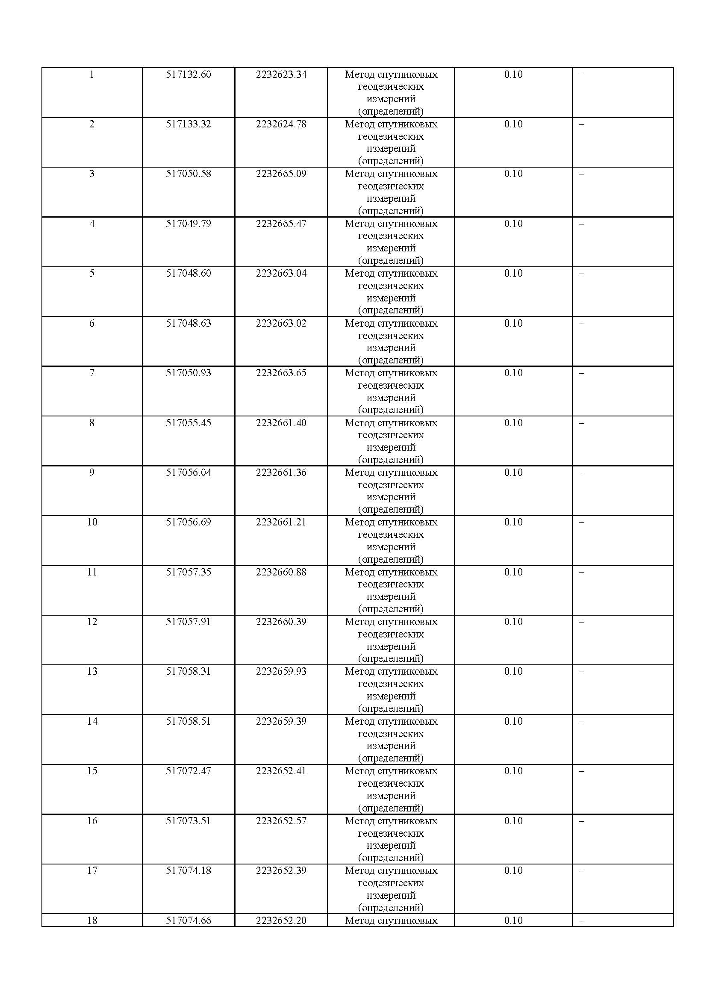 1 517132.60 2232623.34 Метод спутниковых 0.10 –
геодезических
измерений
(определений)
2 517133.32 2232624.78 Метод спутниковых 0.10 –
геодезических
измерений
(определений)
3 517050.58 2232665.09 Метод спутниковых 0.10 –
геодезических
измерений
(определений)
4 517049.79 2232665.47 Метод спутниковых 0.10 –
геодезических
измерений
(определений)
5 517048.60 2232663.04 Метод спутниковых 0.10 –
геодезических
измерений
(определений)
6 517048.63 2232663.02 Метод спутниковых 0.10 –
геодезических
измерений
(определений)
7 517050.93 2232663.65 Метод спутниковых 0.10 –
геодезических
измерений
(определений)
8 517055.45 2232661.40 Метод спутниковых 0.10 –
геодезических
измерений
(определений)
9 517056.04 2232661.36 Метод спутниковых 0.10 –
геодезических
измерений
(определений)
10 517056.69 2232661.21 Метод спутниковых 0.10 –
геодезических
измерений
(определений)
11 517057.35 2232660.88 Метод спутниковых 0.10 –
геодезических
измерений
(определений)
12 517057.91 2232660.39 Метод спутниковых 0.10 –
геодезических
измерений
(определений)
13 517058.31 2232659.93 Метод спутниковых 0.10 –
геодезических
измерений
(определений)
14 517058.51 2232659.39 Метод спутниковых 0.10 –
геодезических
измерений
(определений)
15 517072.47 2232652.41 Метод спутниковых 0.10 –
геодезических
измерений
(определений)
16 517073.51 2232652.57 Метод спутниковых 0.10 –
геодезических
измерений
(определений)
17 517074.18 2232652.39 Метод спутниковых 0.10 –
геодезических
измерений
(определений)
18 517074.66 2232652.20 Метод спутниковых 0.10 –